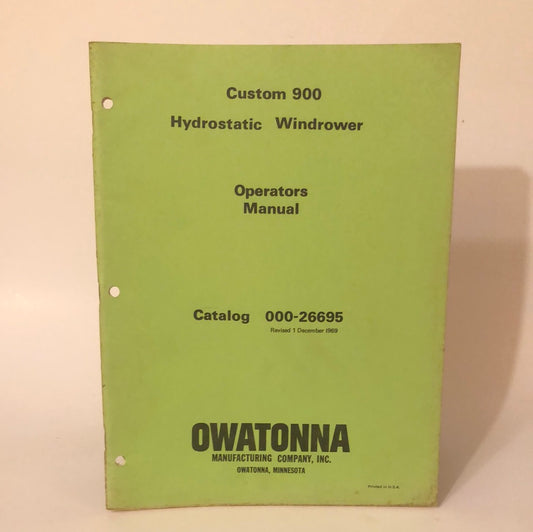 Custom 900
Hydrostatic Windrower
Operators
Manual
Catalog 000-26695
Revised 1 December 1969
OWATONNA
MANUFACTURING COMPANY, INC.
OWATONNA, MINNESOTA
Printed in U.S.A.